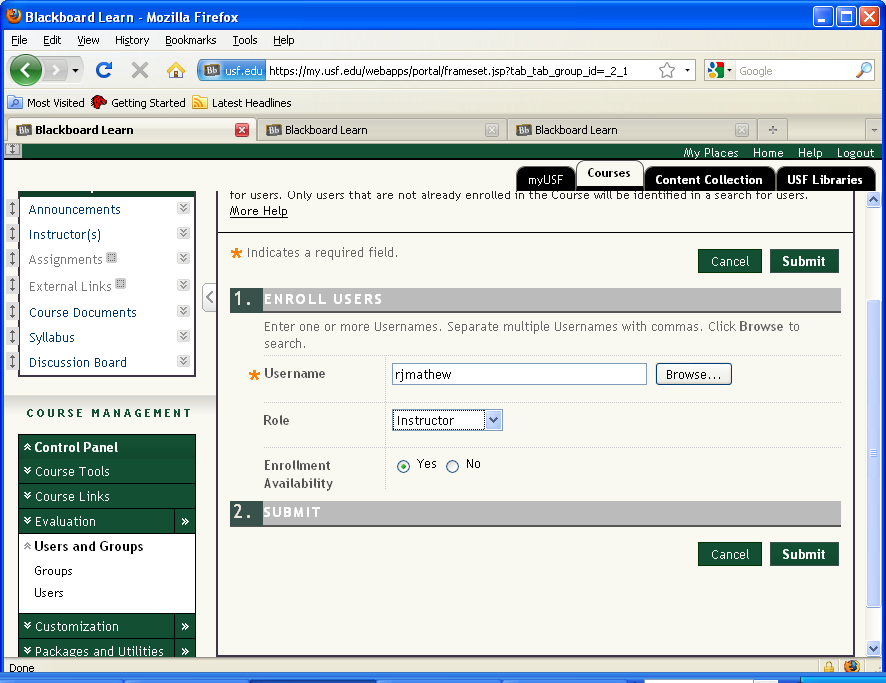 Blackboard Learn - Mozilla Firefox
File Edit View History Bookmarks Tools Help
Bb usf.edu https://my.usf.edu/webapps/portal/frameset.jsp?tab_tab_group_id=_2_1 Google
Most Visited Getting Started Latest Headlines
Bb Blackboard Learn Bb Blackboard Learn Bb Blackboard Learn
My Places Home Help Logout
myUSF Courses Content Collection USF Libraries
Announcements
Instructor(s)
Assignments
External Links
Course Documents
Syllabus
Discussion Board
COURSE MANAGEMENT
Control Panel
Course Tools
Course Links
Evaluation
Users and Groups
Groups
Users
Customization
Packages and Utilities
for users. Only users that are not already enrolled in the Course will be identified in a search for users.
More Help
Indicates a required field.
Cancel Submit
1. ENROLL USERS
Enter one or more Usernames. Separate multiple Usernames with commas. Click Browse to
search.
Username rjmathew Browse...
Role Instructor
Enrollment Yes No
Availability
2. SUBMIT
Cancel Submit
Done